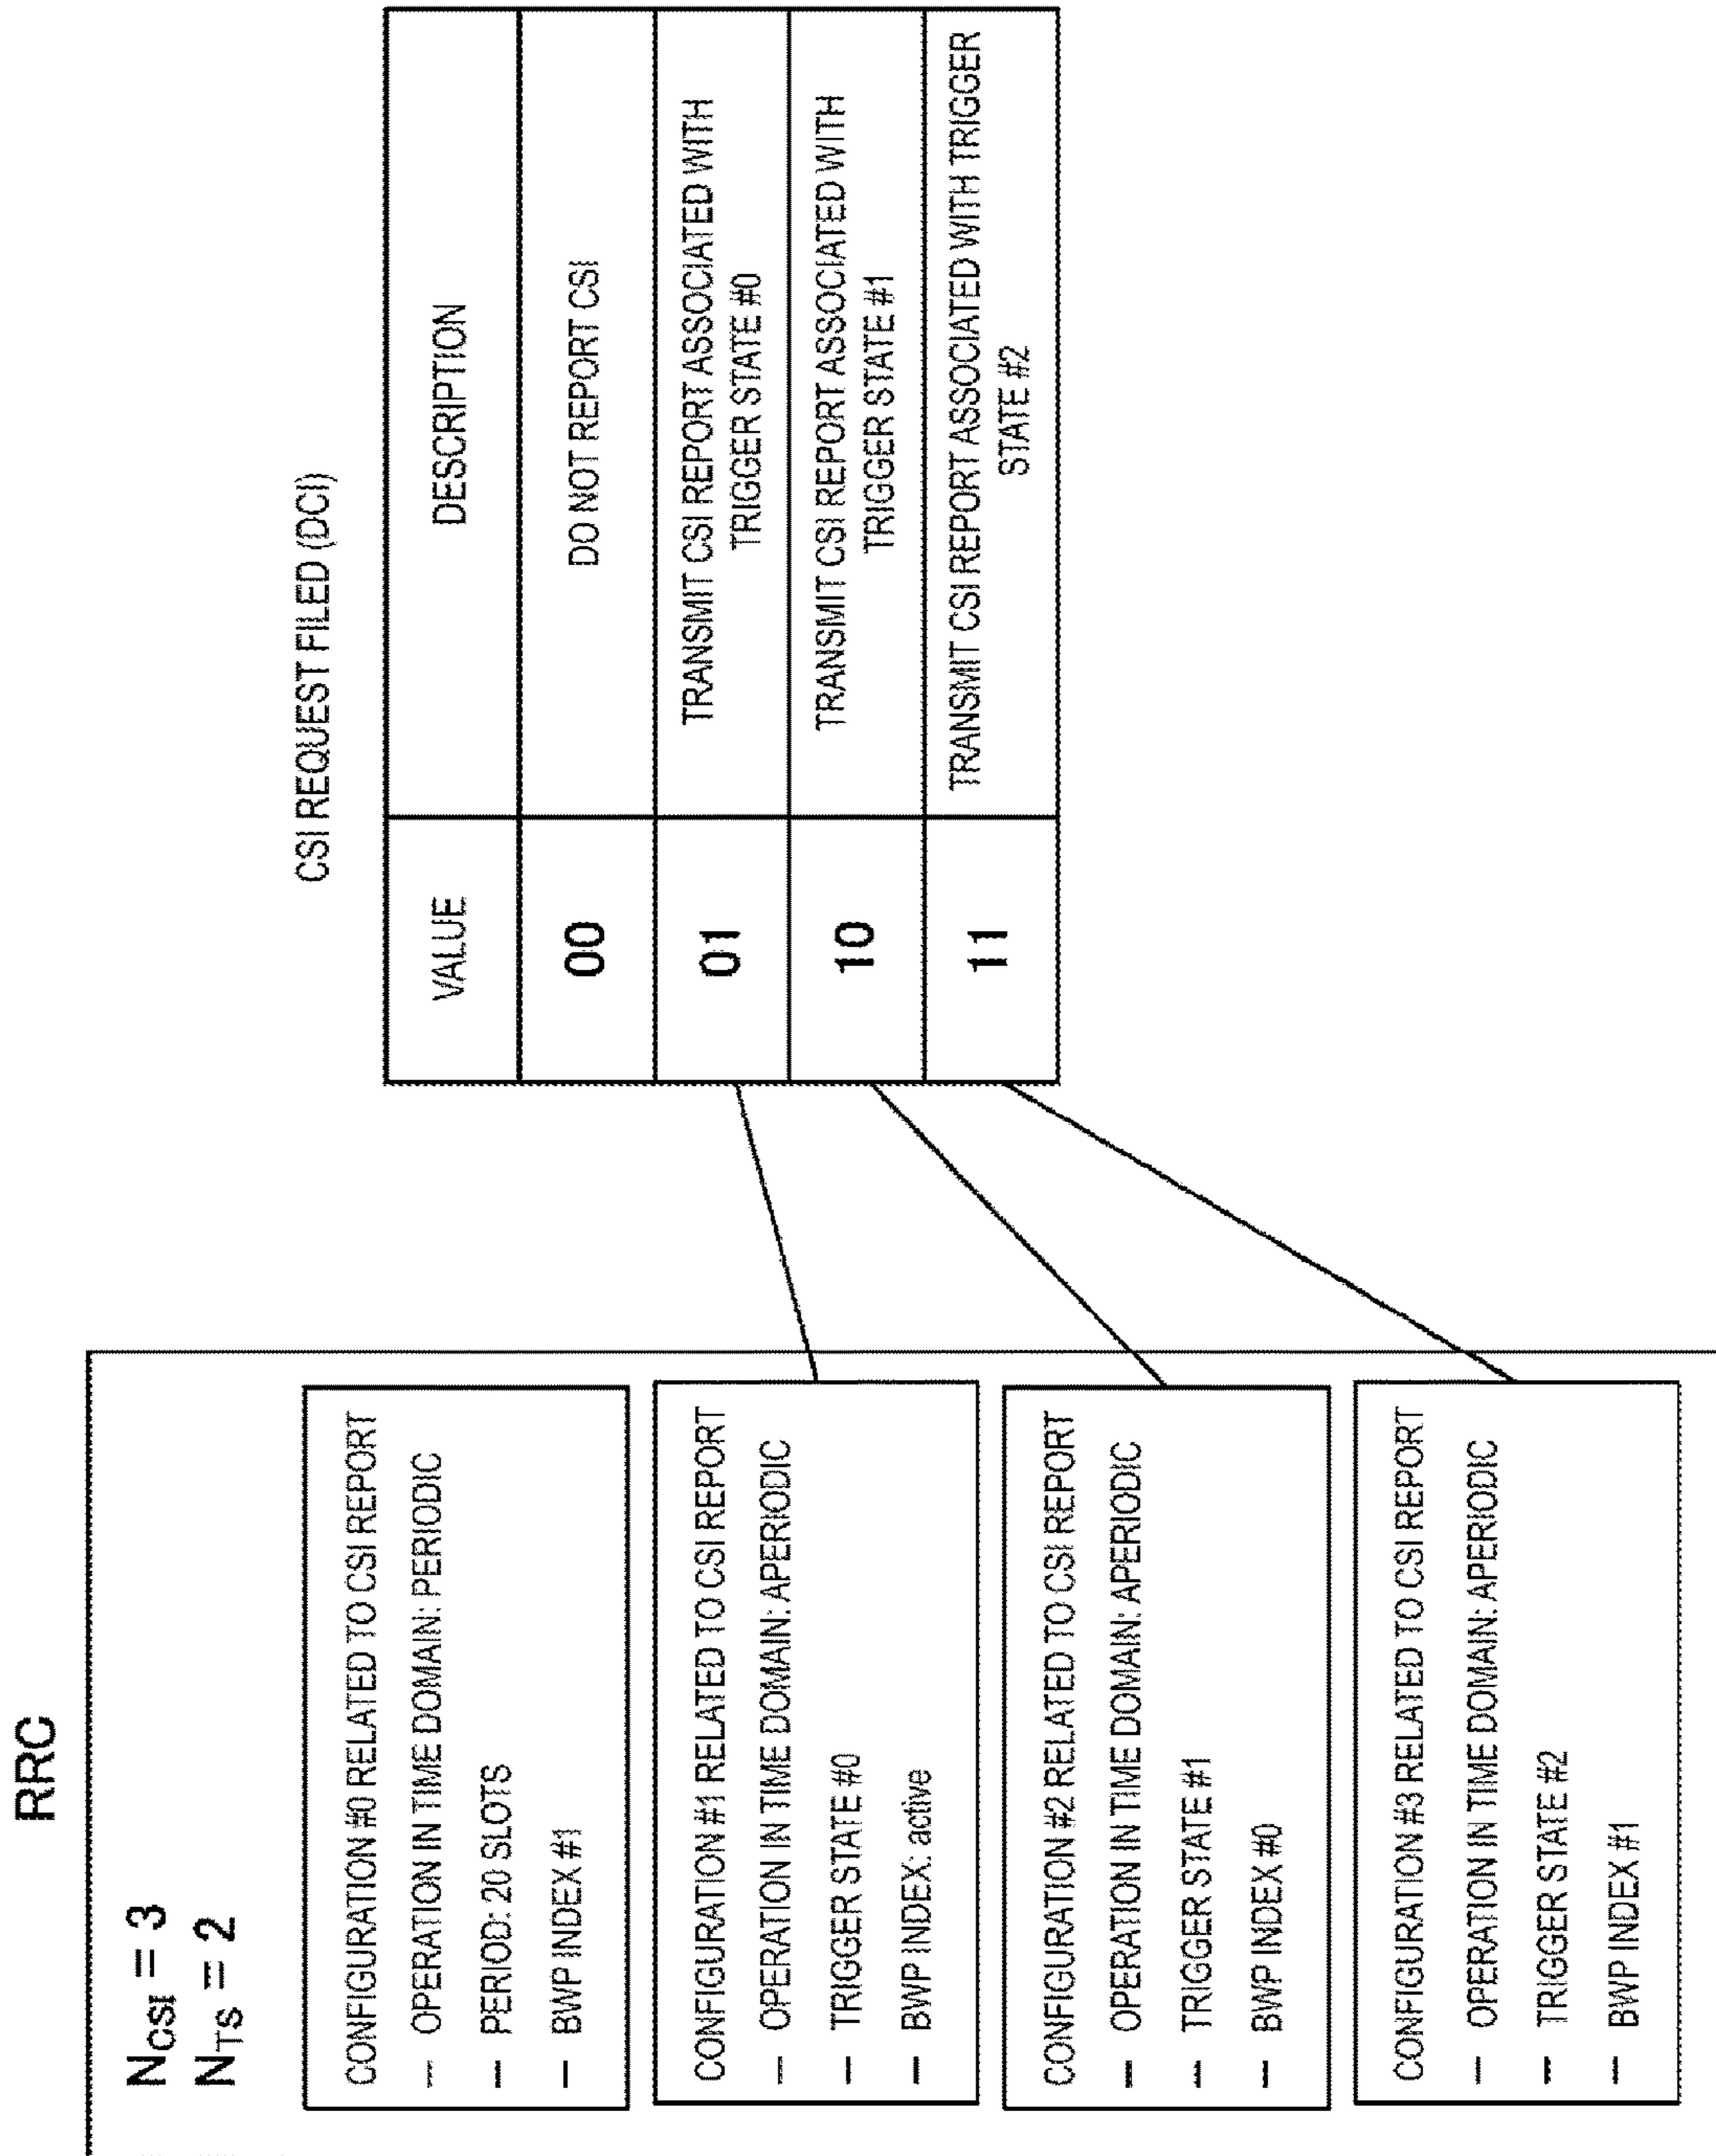 RRC
N_CSI = 3
N_TS = 2
CONFIGURATION #0 RELATED TO CSI REPORT
— OPERATION IN TIME DOMAIN: PERIODIC
— PERIOD: 20 SLOTS
— BWP INDEX #1
CONFIGURATION #1 RELATED TO CSI REPORT
— OPERATION IN TIME DOMAIN: APERIODIC
— TRIGGER STATE #0
— BWP INDEX: active
CONFIGURATION #2 RELATED TO CSI REPORT
— OPERATION IN TIME DOMAIN: APERIODIC
— TRIGGER STATE #1
— BWP INDEX #0
CONFIGURATION #3 RELATED TO CSI REPORT
— OPERATION IN TIME DOMAIN: APERIODIC
— TRIGGER STATE #2
— BWP INDEX #1
CSI REQUEST FILED (DCI)
VALUE DESCRIPTION
00 DO NOT REPORT CSI
01 TRANSMIT CSI REPORT ASSOCIATED WITH
TRIGGER STATE #0
10 TRANSMIT CSI REPORT ASSOCIATED WITH
TRIGGER STATE #1
11 TRANSMIT CSI REPORT ASSOCIATED WITH TRIGGER
STATE #2